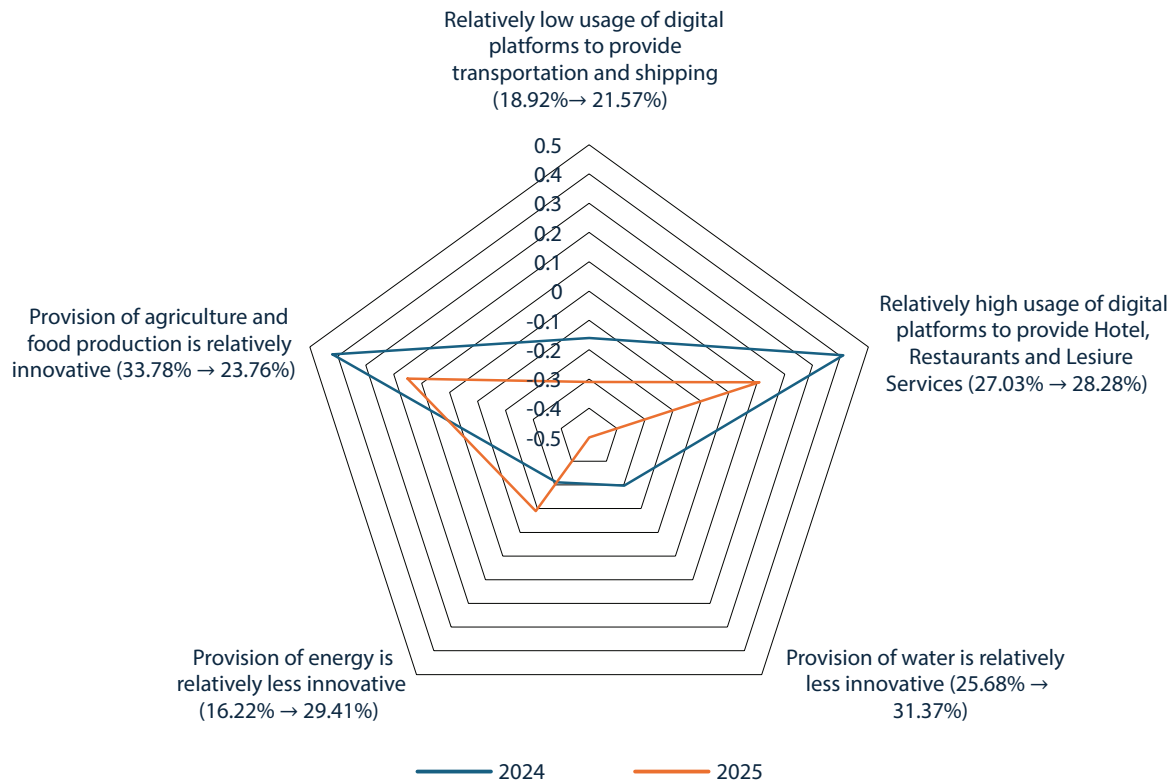 Relatively low usage of digital
platforms to provide
transportation and shipping
(18.92%→ 21.57%)
0.5
0.4
0.3
0.2
0.1
0
-0.1
-0.2
-0.3
-0.4
-0.5
Relatively high usage of digital
platforms to provide Hotel,
Restaurants and Lesiure
Services (27.03% → 28.28%)
Provision of agriculture and
food production is relatively
innovative (33.78% → 23.76%)
Provision of energy is
relatively less innovative
(16.22% → 29.41%)
Provision of water is relatively
less innovative (25.68% →
31.37%)
2024
2025